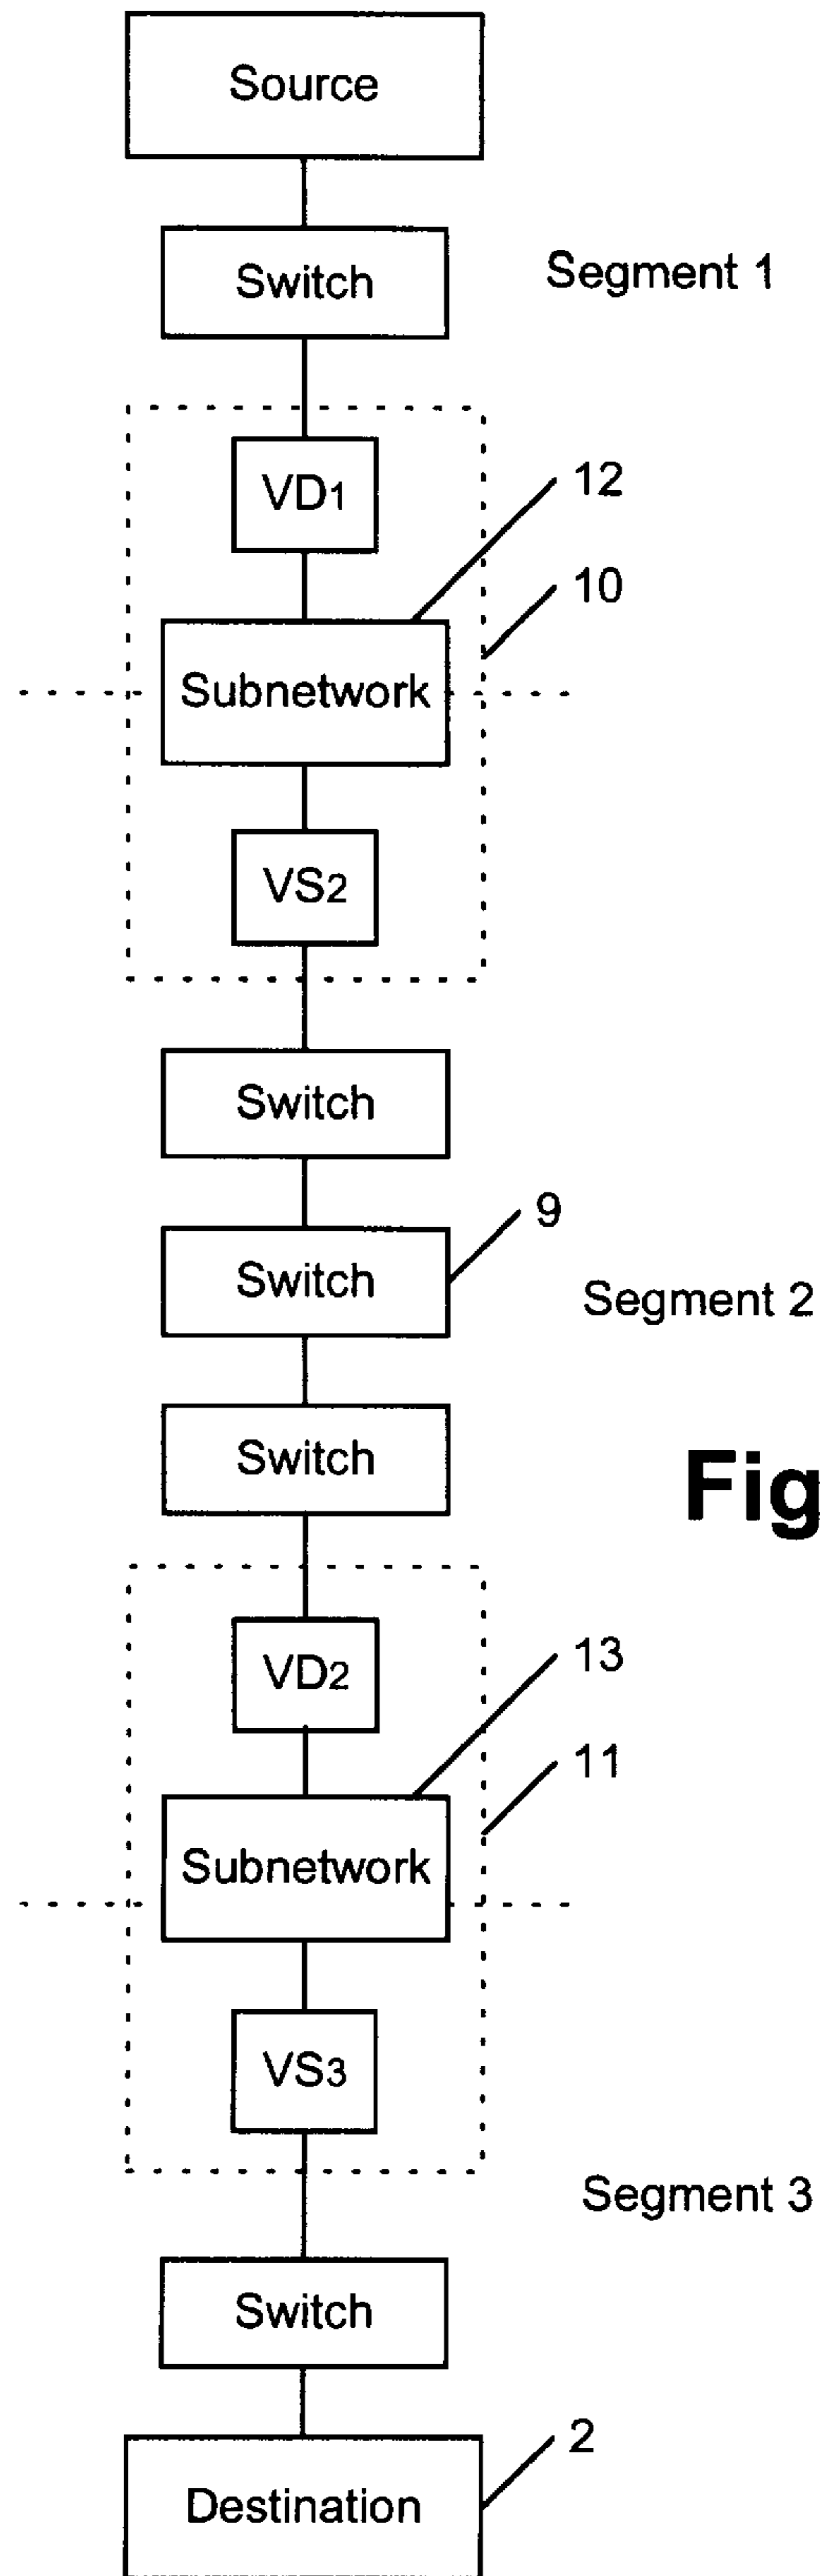 Source
Switch
Segment 1
VD1
12
10
Subnetwork
VS2
Switch
9
Switch
Segment 2
Switch
Fig
VD2
13
11
Subnetwork
VS3
Segment 3
Switch
2
Destination